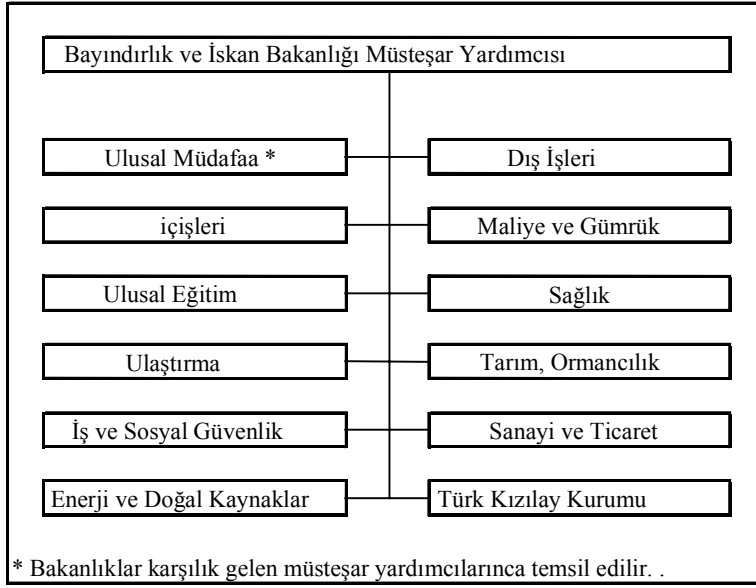 Bayındırlık ve İskan Bakanlığı Müsteşar Yardımcısı
Ulusal Müdafaa *
Dış İşleri
içişleri
Maliye ve Gümrük
Ulusal Eğitim
Sağlık
Ulaştırma
Tarım, Ormancılık
İş ve Sosyal Güvenlik
Sanayi ve Ticaret
Enerji ve Doğal Kaynaklar
Türk Kızılay Kurumu
* Bakanlıklar karşılık gelen müsteşar yardımcılarınca temsil edilir. .